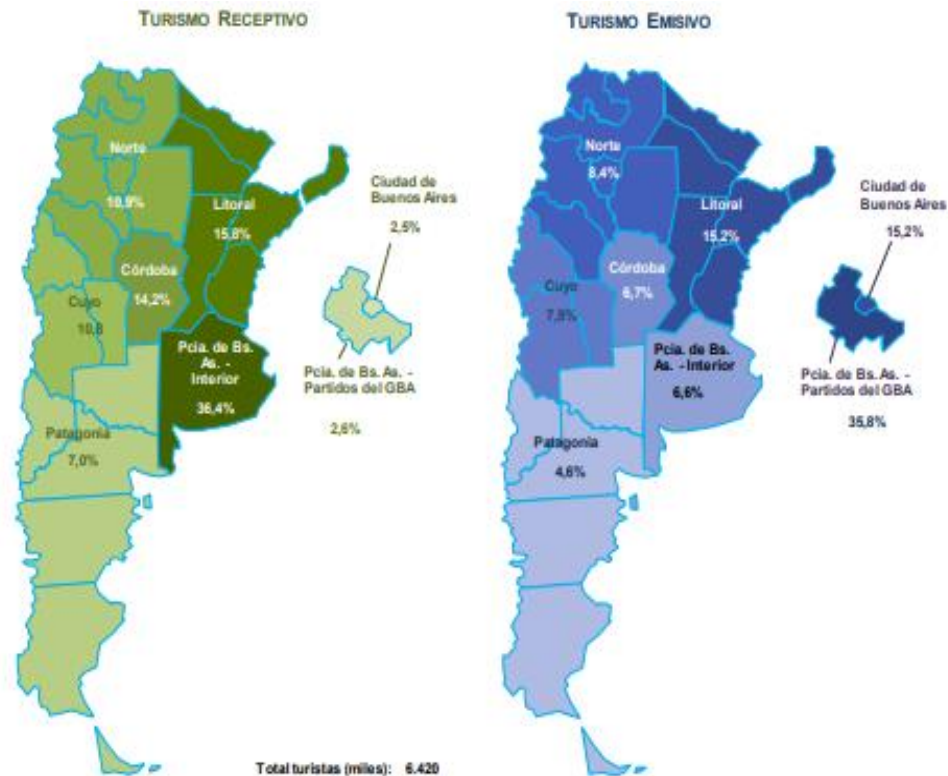 TURISMO RECEPTIVO
Norte
10,9%
Litoral
15,8%
Córdoba
14,2%
Cuyo
10,8
Pcia. de Bs.
As. -
Interior
36,4%
Patagonia
7,0%
Ciudad de
Buenos Aires
2,5%
Pcia. de Bs. As. -
Partidos del GBA
2,6%
Total turistas (miles): 6.420
TURISMO EMISIVO
Norte
8,4%
Litoral
15,2%
Córdoba
6,7%
Cuyo
Pcia. de Bs.
As. - Interior
6,6%
Patagonia
4,6%
Ciudad de
Buenos Aires
15,2%
Pcia. de Bs. As. -
Partidos del GBA
35,8%